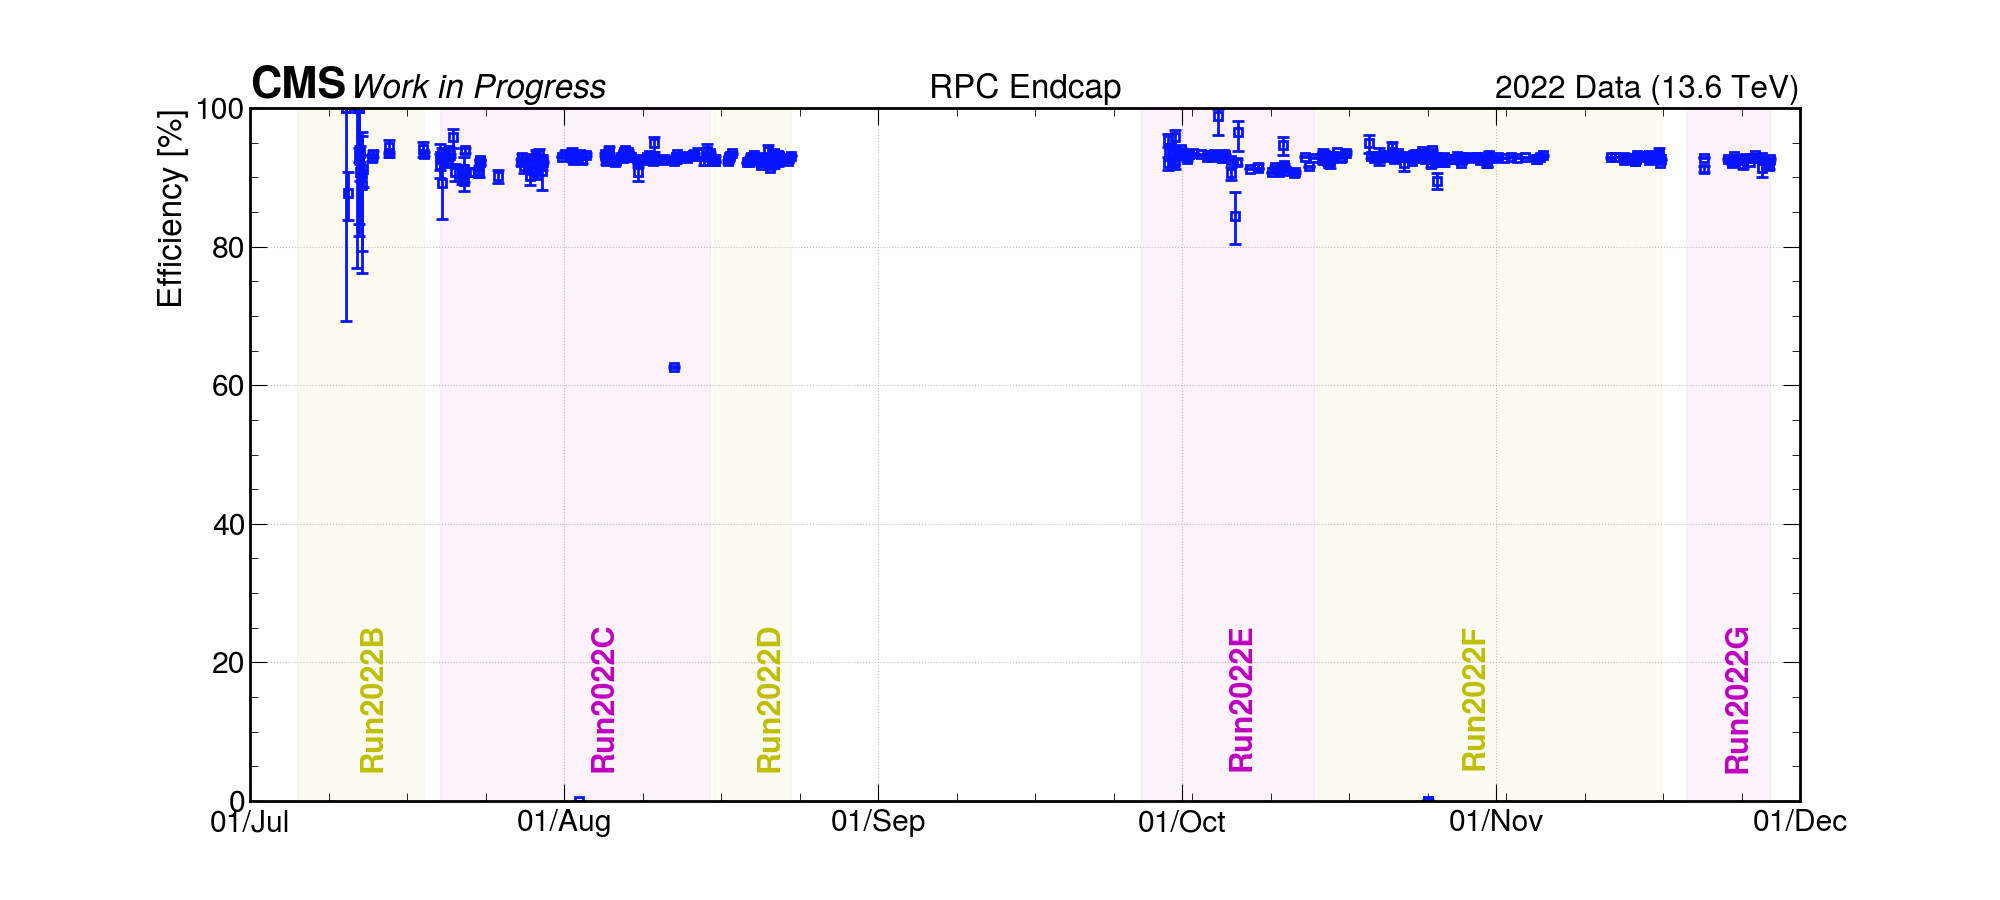 CMS Work in Progress RPC Endcap 2022 Data (13.6 TeV)
Efficiency [%]
100
80
60
40
20
0
Run2022B
Run2022C
Run2022D
Run2022E
Run2022F
Run2022G
01/Jul 01/Aug 01/Sep 01/Oct 01/Nov 01/Dec